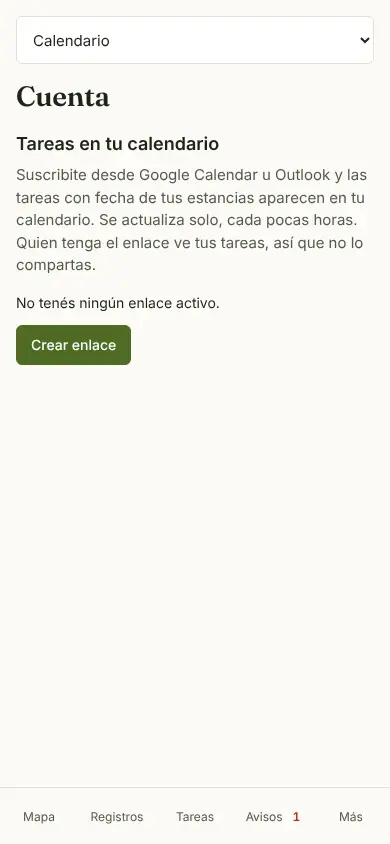 Calendario
Cuenta
Tareas en tu calendario
Suscribite desde Google Calendar u Outlook y las
tareas con fecha de tus estancias aparecen en tu
calendario. Se actualiza solo, cada pocas horas.
Quien tenga el enlace ve tus tareas, así que no lo
compartas.
No tenés ningún enlace activo.
Crear enlace
Mapa Registros Tareas Avisos 1 Más